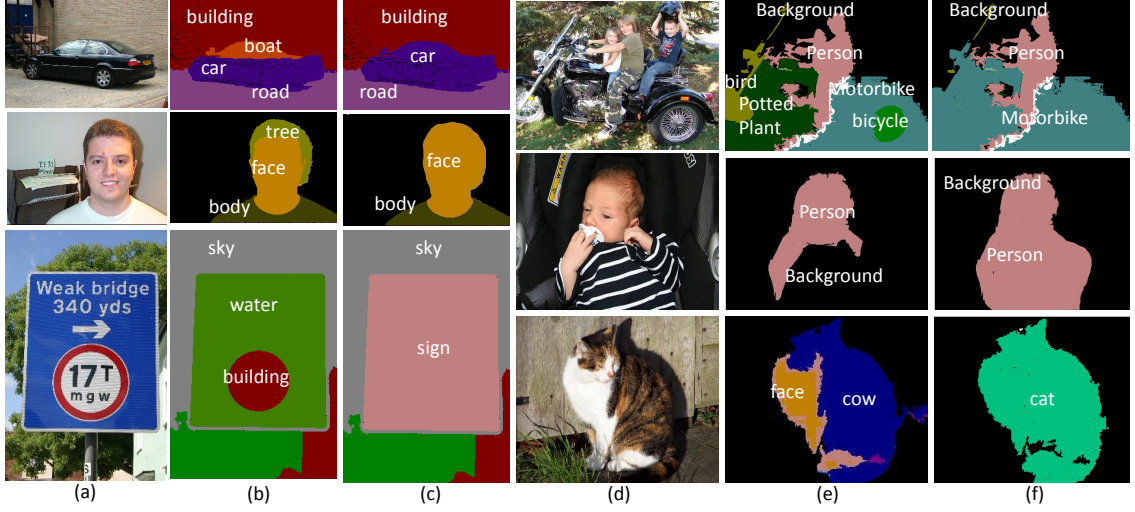 building
boat
car
road
building
car
road
Background
Person
bird
Potted
Plant
Motorbike
bicycle
Background
Person
Motorbike
tree
face
body
face
body
Person
Background
Background
Person
Weak bridge
340 yds
17T
mgw
sky
water
building
sky
sign
face
cow
cat
(a)
(b)
(c)
(d)
(e)
(f)